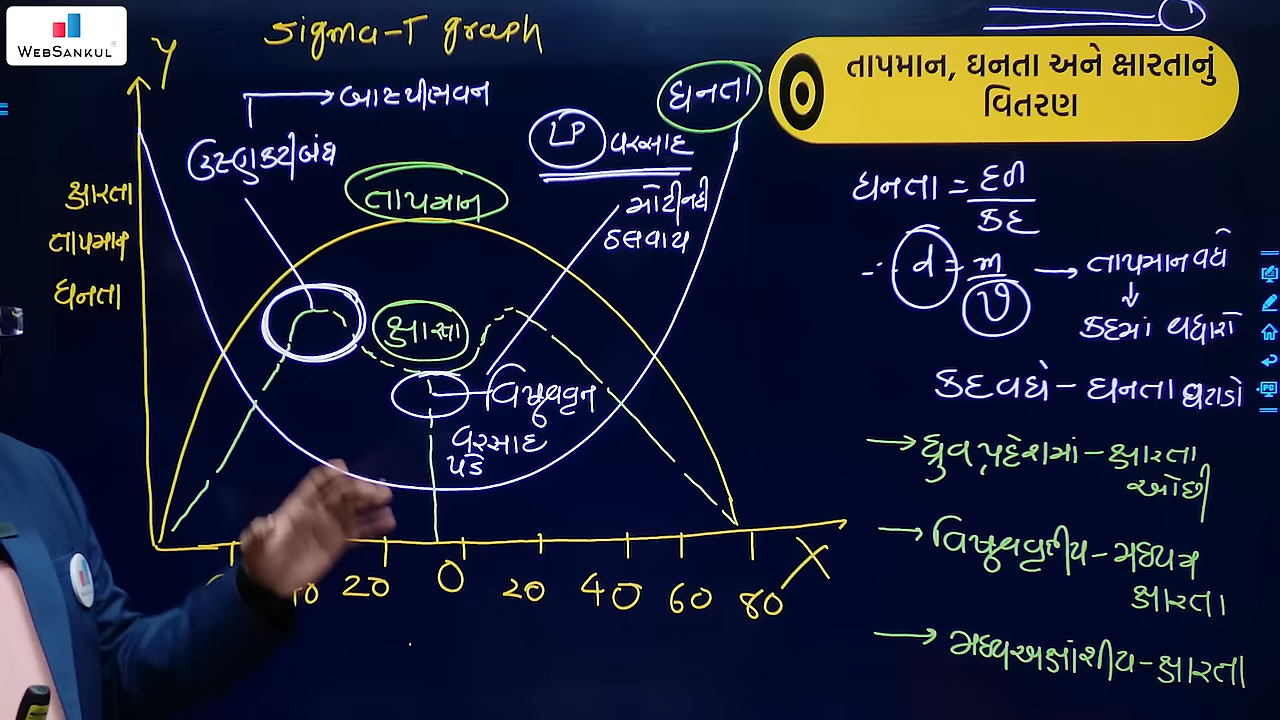 WEBSANKUL
Sigma-T graph
Y
બાષ્પીભવન
ઉષ્ણકટીબંધ
ઘનતા
LP વરસાદ
મોટી નદી
ઠલવાય
ક્ષારતા
તાપમાન
ઘનતા
તાપમાન
ક્ષારતા
વિષુવવૃત
વરસાદ
પડે
20 0 20 40 60 80
X
તાપમાન, ઘનતા અને ક્ષારતાનું
વિતરણ
ઘનતા = દળ / કદ
∴ d = m / v → તાપમાન વધે
↓
કદમાં વધારો
કદ વધે - ઘનતા ઘટાડો
→ ધ્રુવ પ્રદેશમાં - ક્ષારતા
ઓછી
→ વિષુવવૃતીય - મધ્યમ
ક્ષારતા
→ મધ્યઅક્ષાંશીય - ક્ષારતા